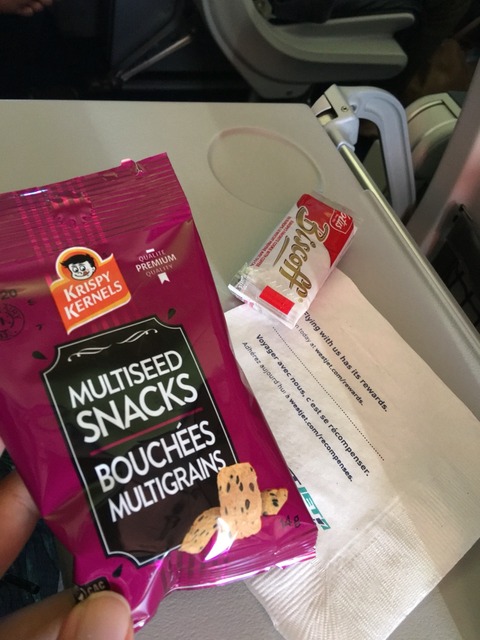 KRISPY
KERNELS
QUALITÉ
PREMIUM
QUALITY
MULTISEED
SNACKS
BOUCHÉES
MULTIGRAINS
Biscoff
Flying with us has its rewards.
today at westjet.com/rewards.
Voyager avec nous, c'est se récompenser.
Adhérez aujourd'hui à westjet.com/recompenses.